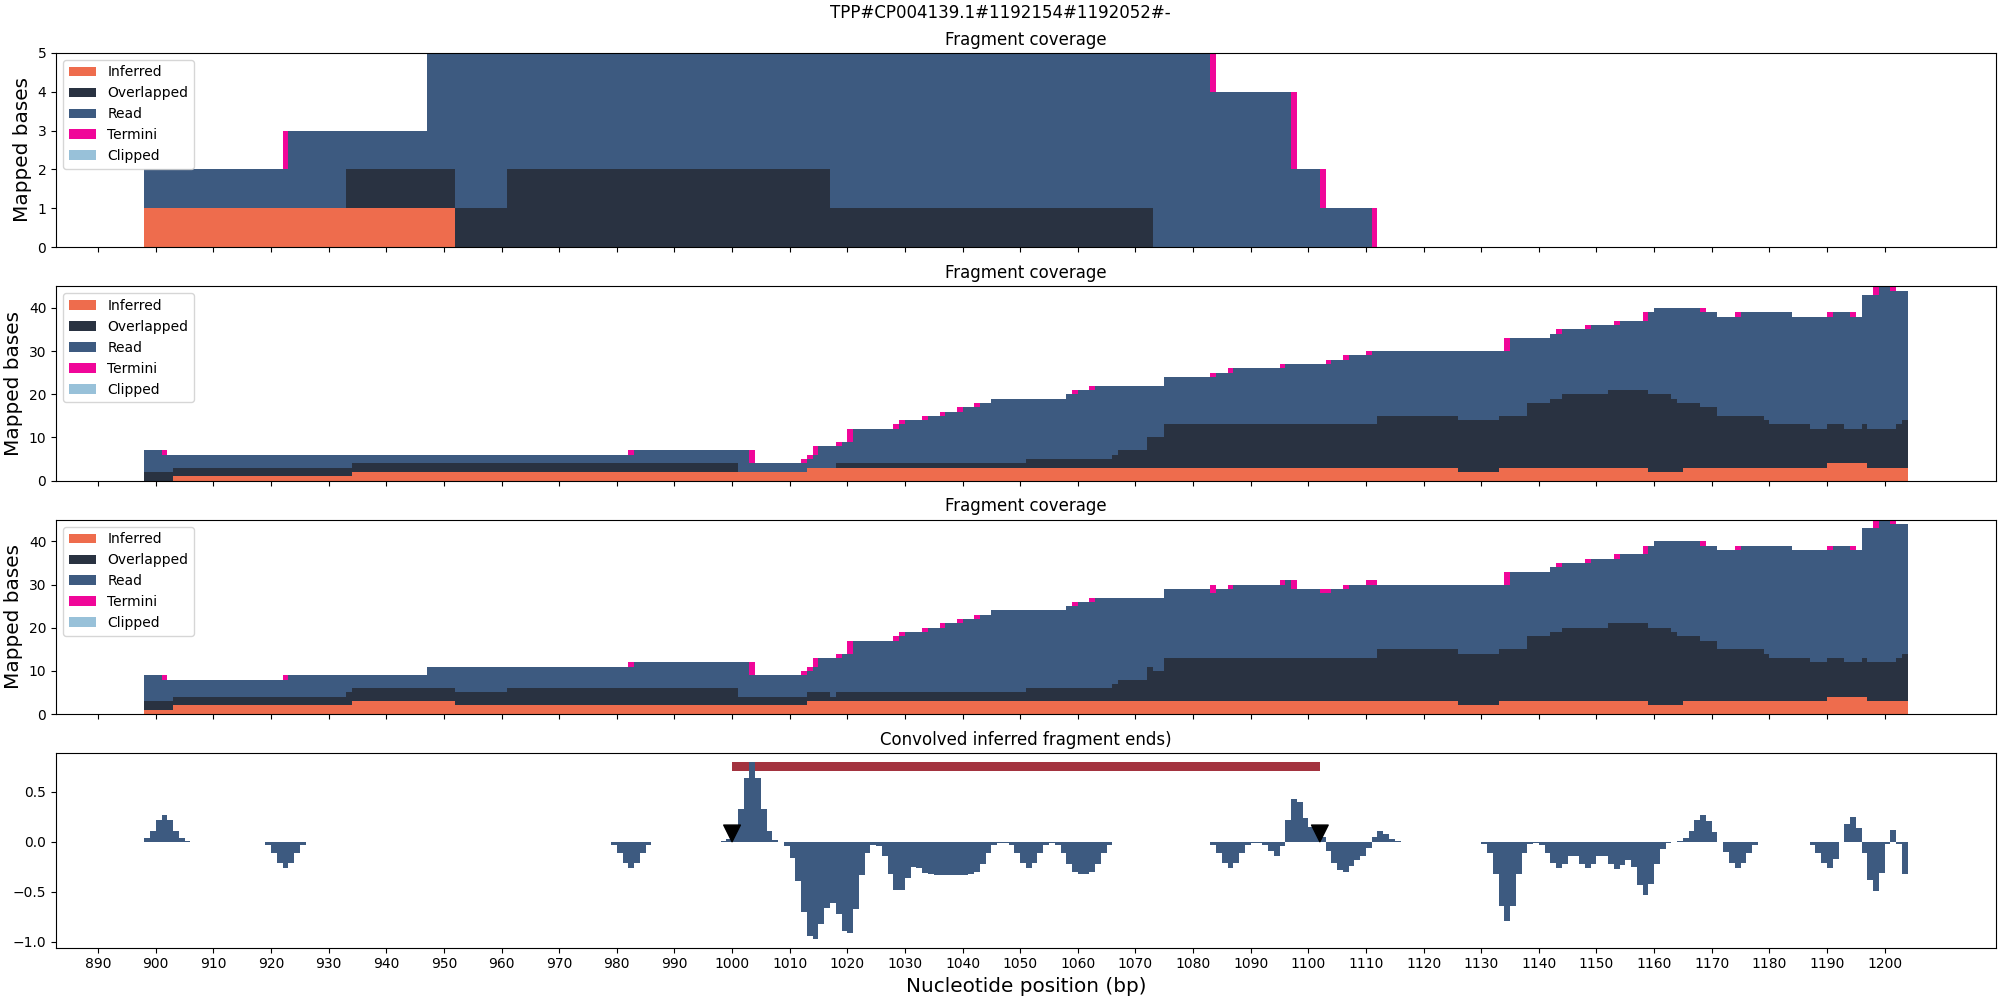 TPP#CP004139.1#1192154#1192052#-
Fragment coverage
Mapped bases
5
4
3
2
1
0
Inferred
Overlapped
Read
Termini
Clipped
Fragment coverage
Mapped bases
40
30
20
10
0
Inferred
Overlapped
Read
Termini
Clipped
Fragment coverage
Mapped bases
40
30
20
10
0
Inferred
Overlapped
Read
Termini
Clipped
Convolved inferred fragment ends)
0.5
0.0
−0.5
−1.0
890 900 910 920 930 940 950 960 970 980 990 1000 1010 1020 1030 1040 1050 1060 1070 1080 1090 1100 1110 1120 1130 1140 1150 1160 1170 1180 1190 1200
Nucleotide position (bp)